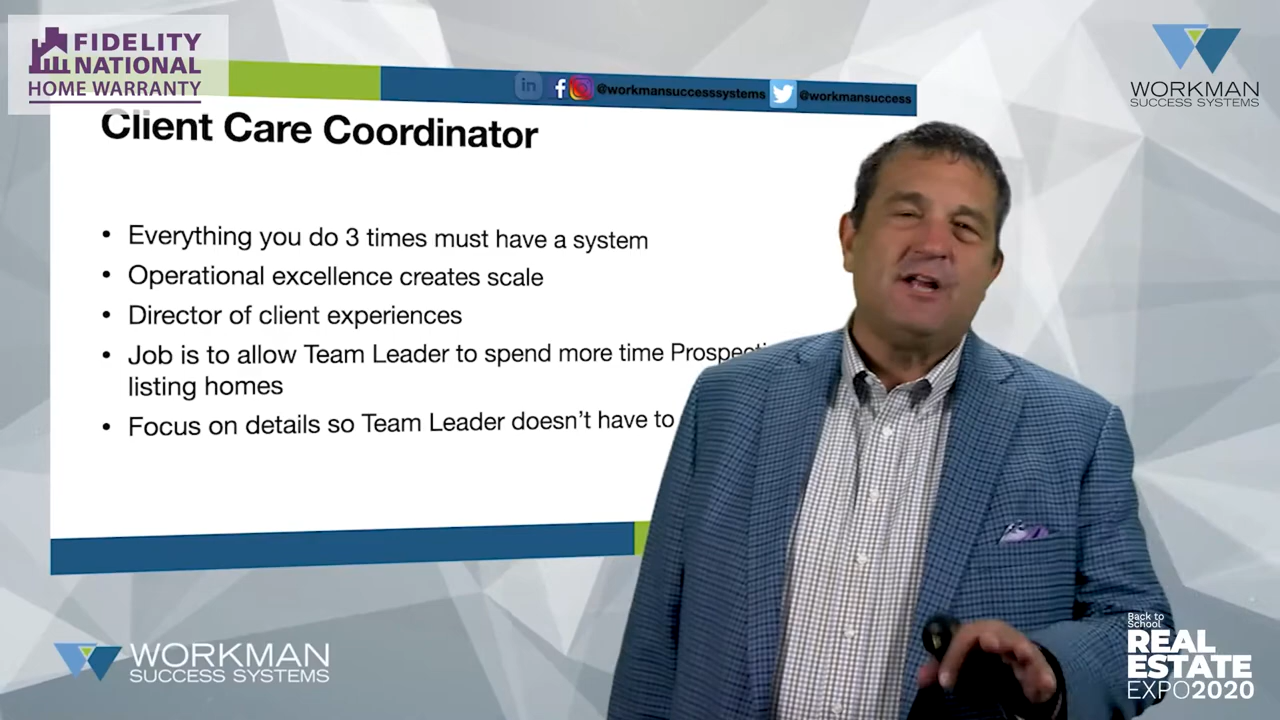 FIDELITY
NATIONAL
HOME WARRANTY
in f @workmansuccesssystems @workmansuccess
WORKMAN
SUCCESS SYSTEMS
Client Care Coordinator
• Everything you do 3 times must have a system
• Operational excellence creates scale
• Director of client experiences
• Job is to allow Team Leader to spend more time
listing homes
• Focus on details so Team Leader doesn't have to
WORKMAN
SUCCESS SYSTEMS
Back to
School
REAL
ESTATE
EXPO2020